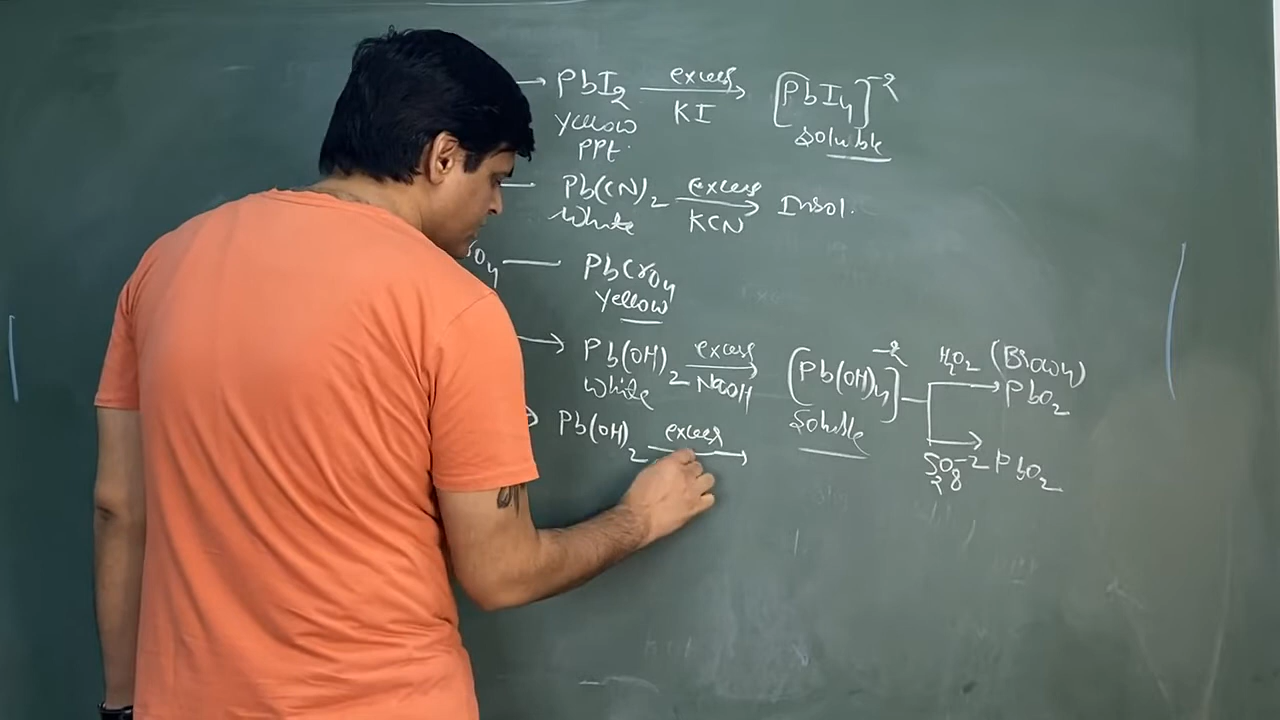 → PbI2 excess → KI [PbI4]-2
Yellow PPt. Soluble
— Pb(CN)2 excess → KCN Insol.
White
O4 — PbCrO4
Yellow
→ Pb(OH)2 excess → NaOH [Pb(OH)4]-2 H2O2 → (Brown) PbO2
White Soluble
S2O8-2 → PbO2
Pb(OH)2 excess →